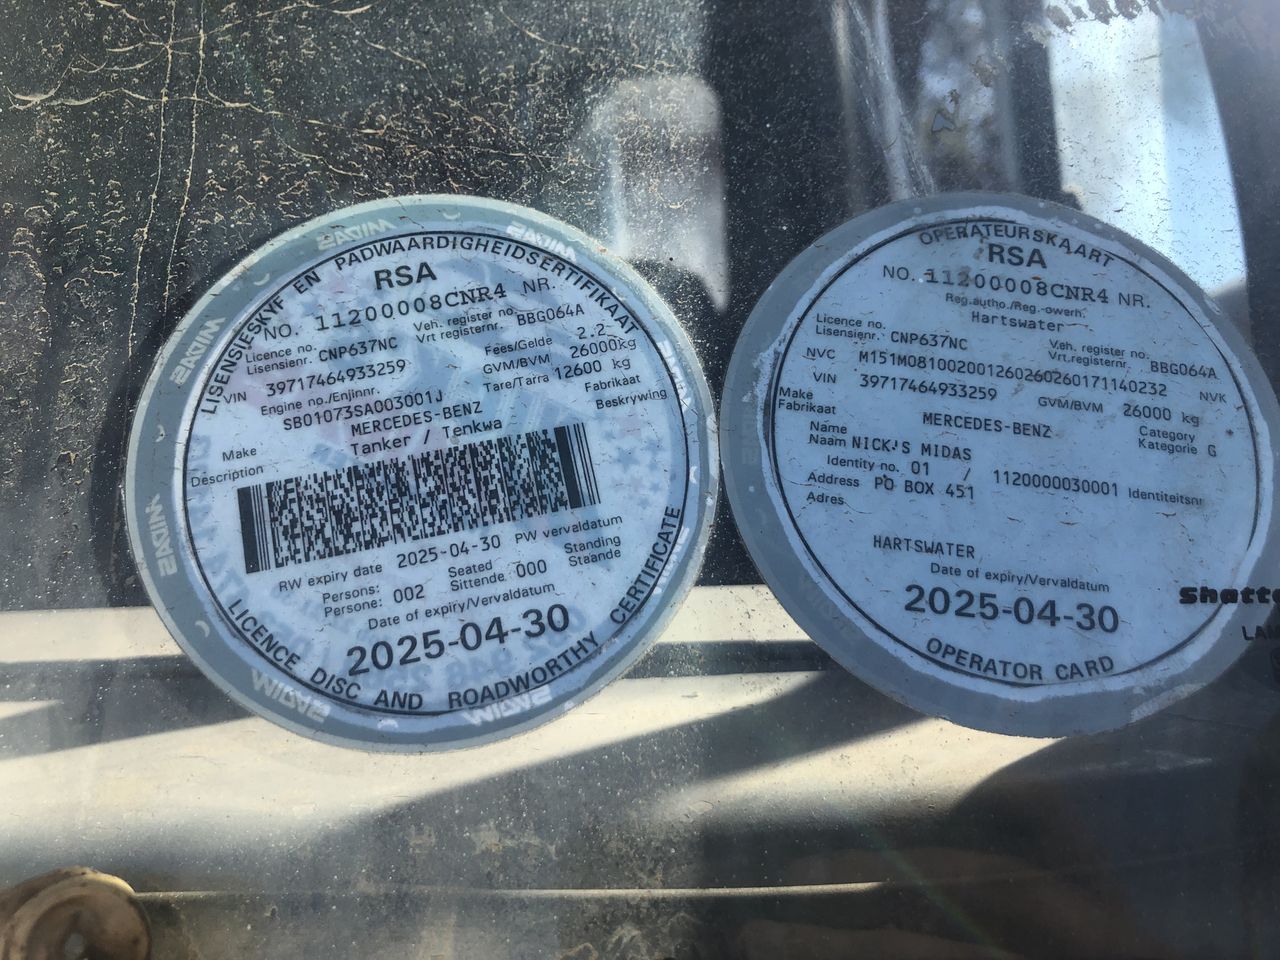 LISENSIESKYF EN PADWAARDIGHEIDSERTIFIKAAT
RSA
NO. 11200008CNR4 NR.
Licence no. CNP637NC Veh. register no. BBG064A
Lisensienr. Vrt registernr.
VIN 39717464933259 Fees/Gelde 2.2-
Engine no./Enjinnr. GVM/BVM 26000kg
SB01073SA003001J Tare/Tarra 12600 kg
Make MERCEDES-BENZ Fabrikaat
Description Tanker / Tenkwa Beskrywing
RW expiry date 2025-04-30 PW vervaldatum
Persons: 002 Seated 000 Standing
Persone: Sittende: Staande
Date of expiry/Vervaldatum
2025-04-30
LICENCE DISC AND ROADWORTHY CERTIFICATE
MIDAS
MIDAS
MIDAS
MIDAS
MIDAS
MIDAS
OPERATEURSKAART
RSA
NO. 11200008CNR4 NR.
Reg.autho./Reg.-owerh.
Hartswater
Licence no. CNP637NC Veh. register no. BBG064A
Lisensienr. Vrt.registernr.
NVC M151M0810020012602602601711402​32 NVK
VIN 39717464933259 GVM/BVM 26000 kg
Make MERCEDES-BENZ Category G
Fabrikaat Kategorie
Name NICK'S MIDAS
Naam
Identity no. 01 / 1120000030001 Identiteitsnr
Address PO BOX 451
Adres
HARTSWATER
Date of expiry/Vervaldatum
2025-04-30
OPERATOR CARD